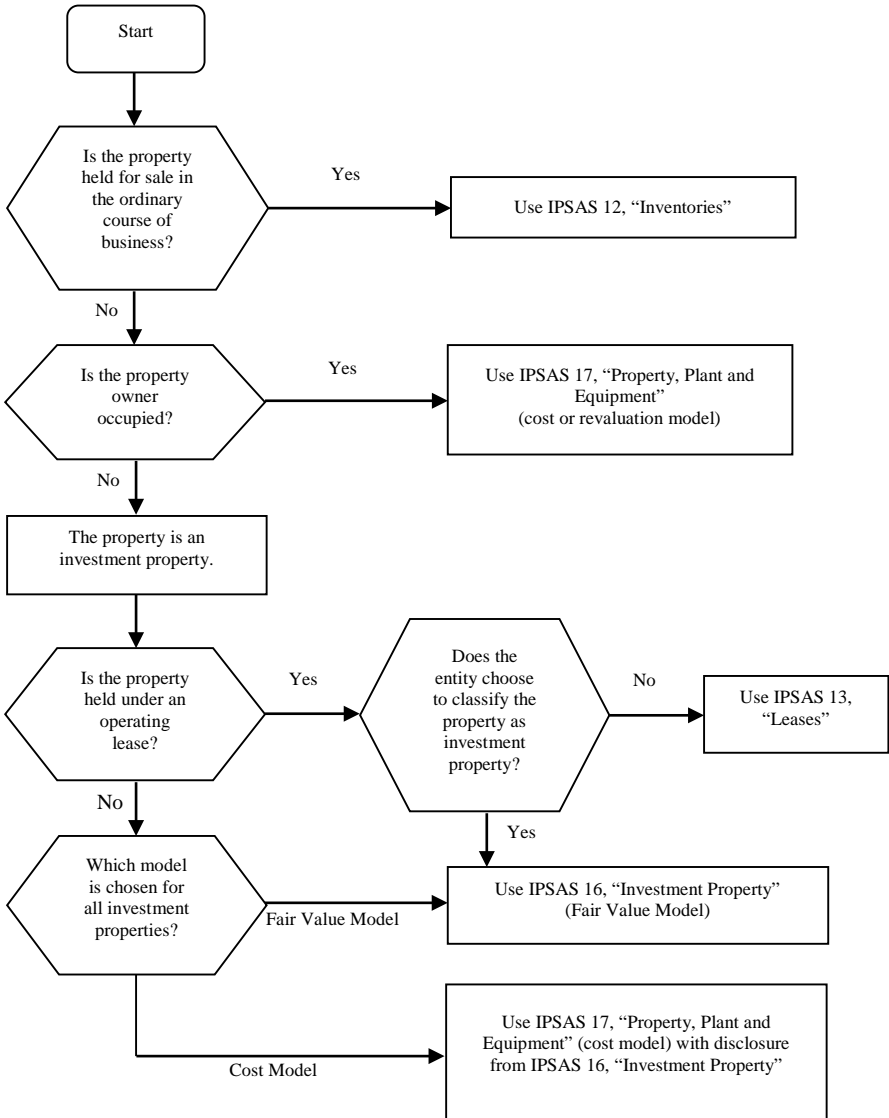 Start
Is the property
held for sale in
the ordinary
course of
business?
Yes
Use IPSAS 12, “Inventories”
No
Is the property
owner
occupied?
Yes
Use IPSAS 17, “Property, Plant and
Equipment”
(cost or revaluation model)
No
The property is an
investment property.
Is the property
held under an
operating
lease?
Yes
Does the
entity choose
to classify the
property as
investment
property?
No
Use IPSAS 13,
“Leases”
No
Yes
Which model
is chosen for
all investment
properties?
Fair Value Model
Use IPSAS 16, “Investment Property”
(Fair Value Model)
Cost Model
Use IPSAS 17, “Property, Plant and
Equipment” (cost model) with disclosure
from IPSAS 16, “Investment Property”